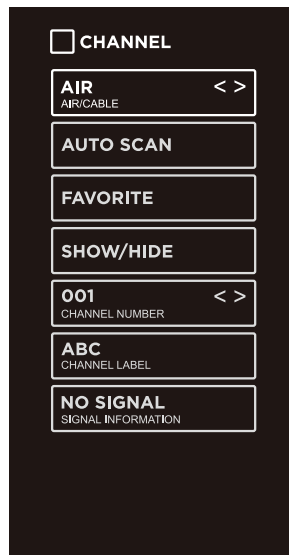 CHANNEL
AIR < >
AIR/CABLE
AUTO SCAN
FAVORITE
SHOW/HIDE
001 < >
CHANNEL NUMBER
ABC
CHANNEL LABEL
NO SIGNAL
SIGNAL INFORMATION